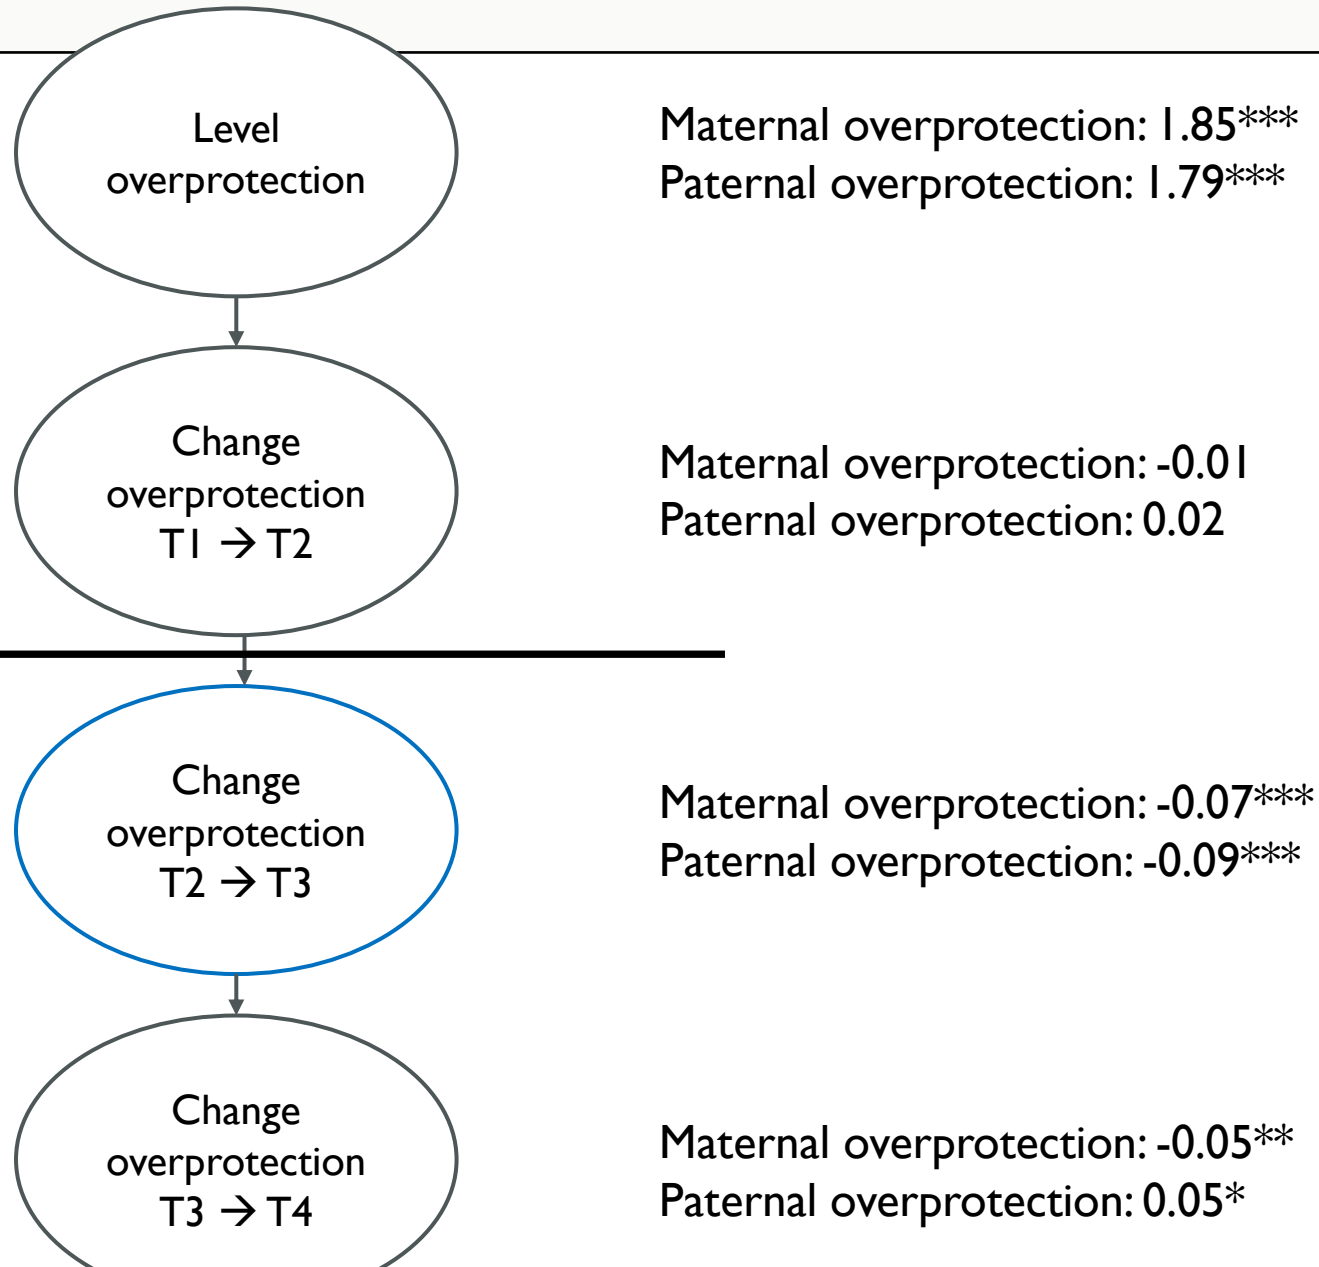 Level
overprotection
Maternal overprotection: 1.85***
Paternal overprotection: 1.79***
Change
overprotection
T1 → T2
Maternal overprotection: -0.01
Paternal overprotection: 0.02
Change
overprotection
T2 → T3
Maternal overprotection: -0.07***
Paternal overprotection: -0.09***
Change
overprotection
T3 → T4
Maternal overprotection: -0.05**
Paternal overprotection: 0.05*